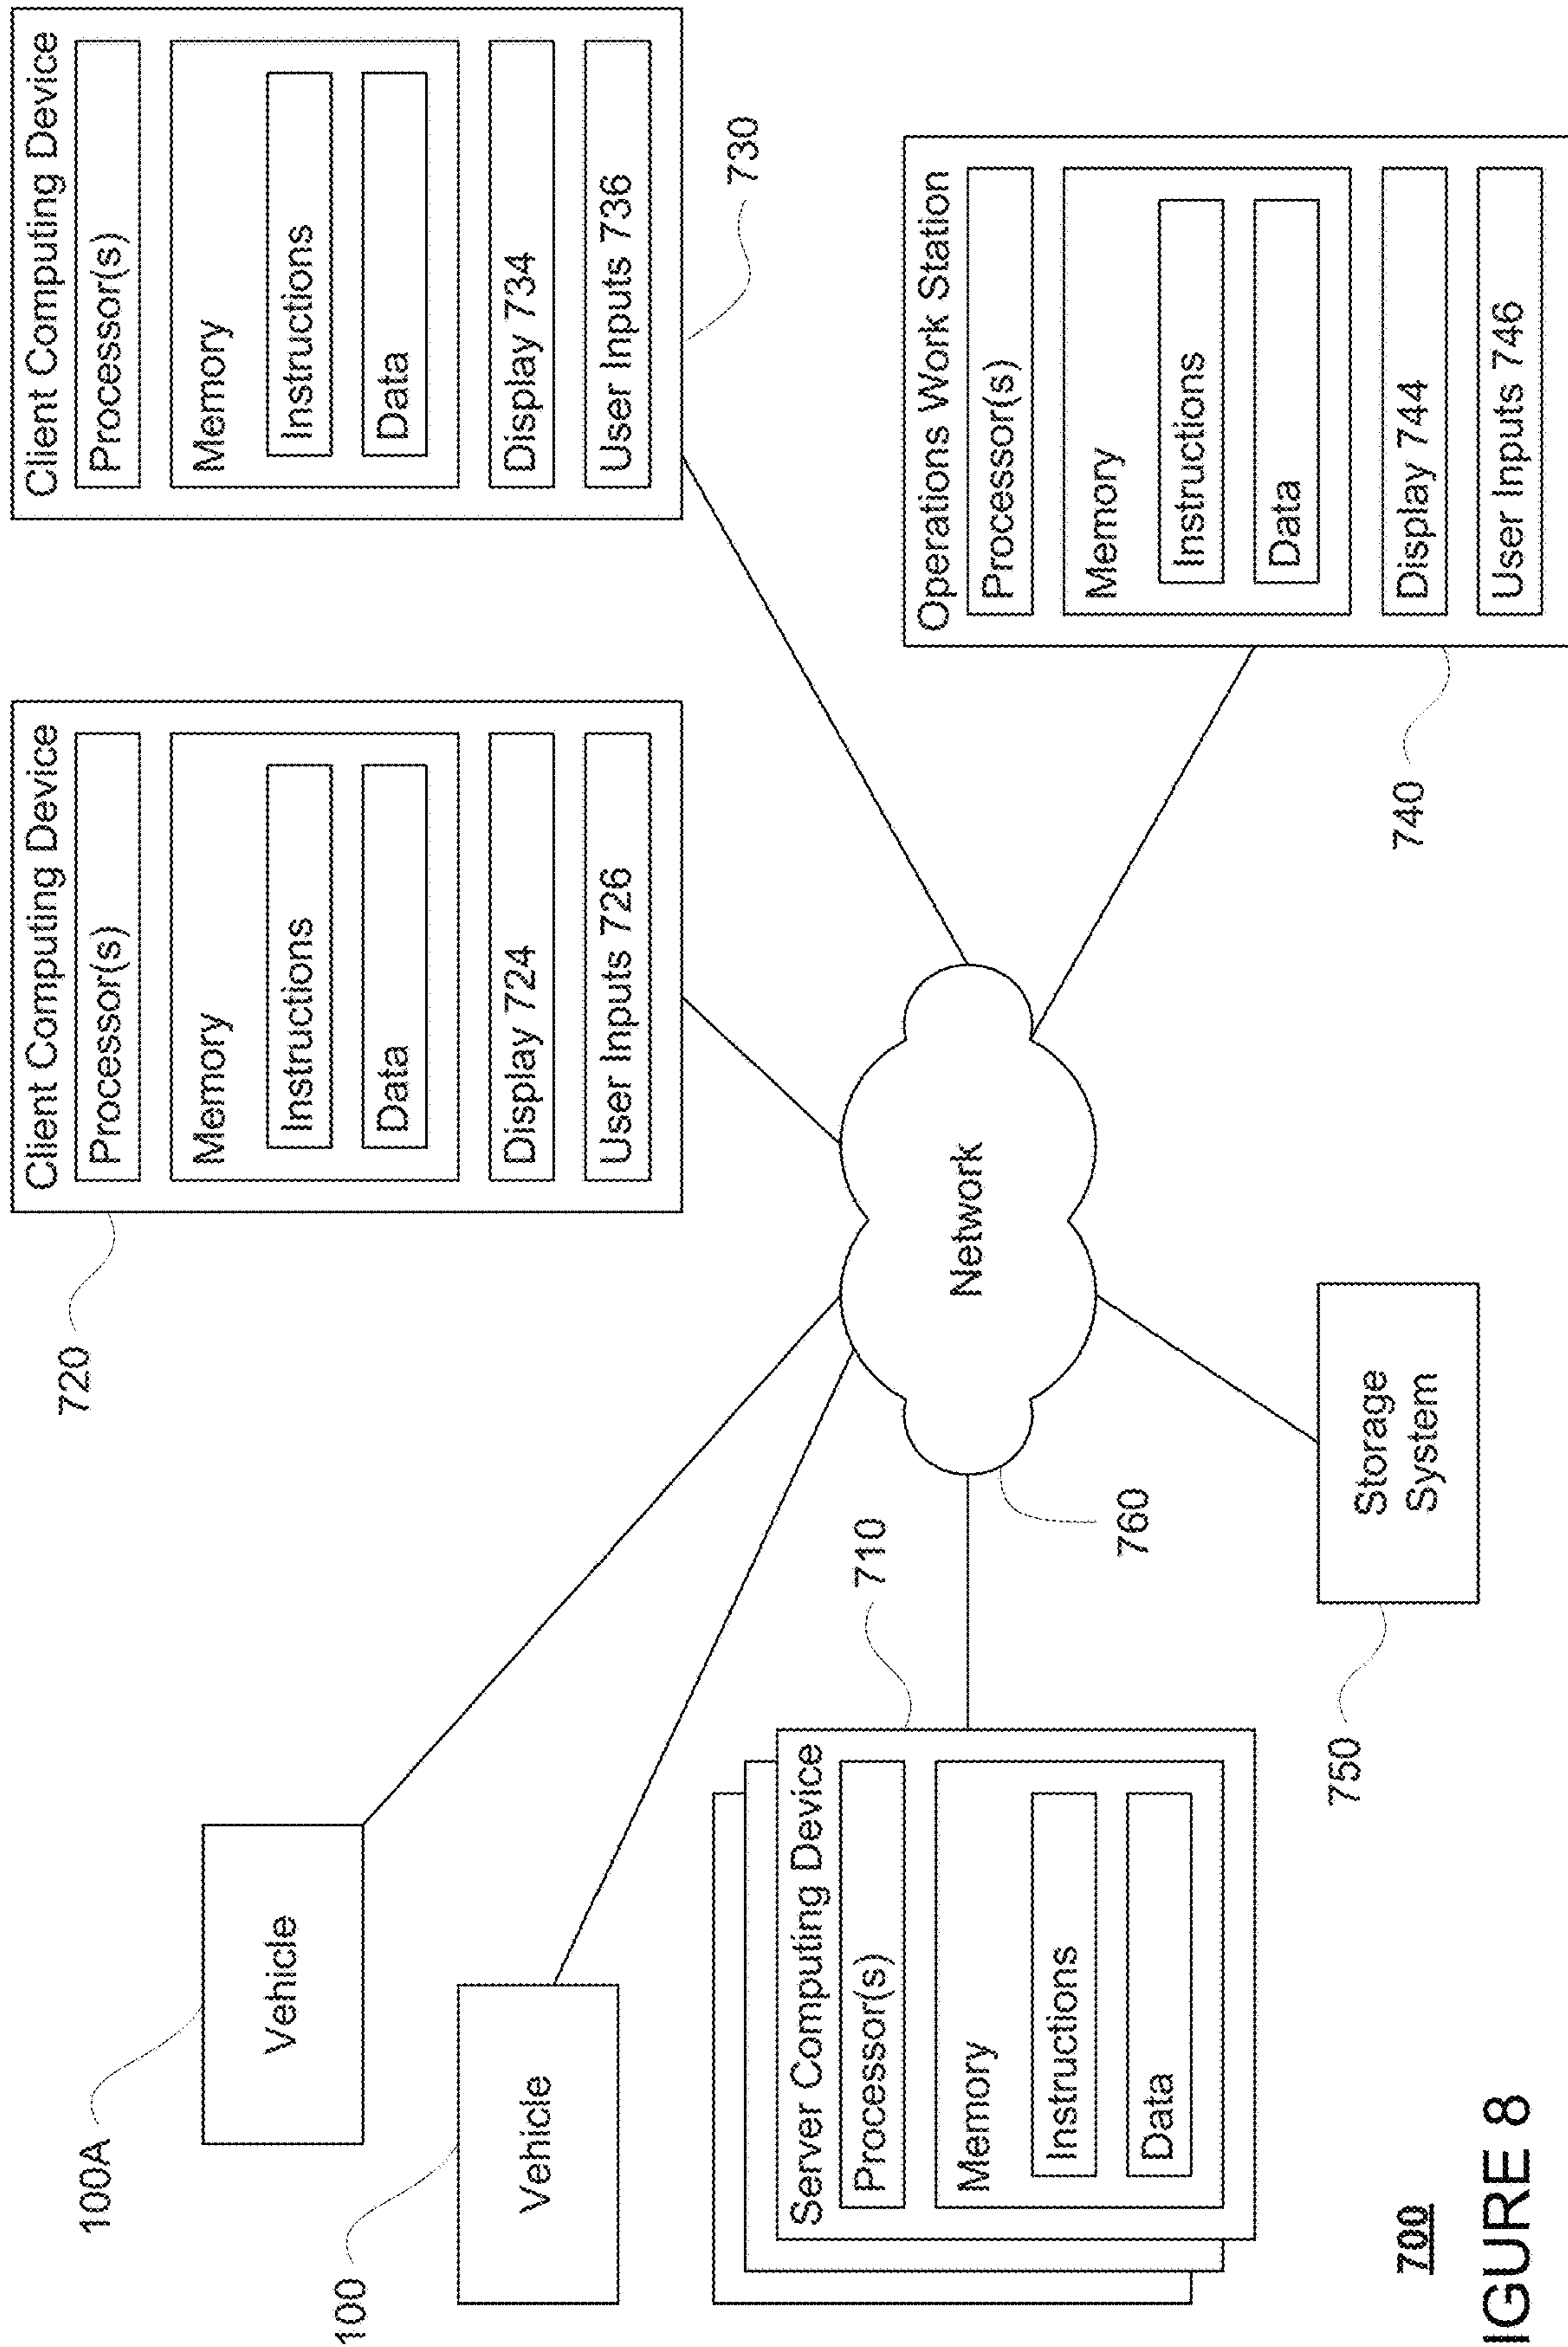 100A
Vehicle
100
Vehicle
720
Client Computing Device
Processor(s)
Memory
Instructions
Data
Display 724
User Inputs 726
Client Computing Device
Processor(s)
Memory
Instructions
Data
Display 734
User Inputs 736
730
Server Computing Device
Processor(s)
Memory
Instructions
Data
710
Network
760
Storage
System
750
Operations Work Station
Processor(s)
Memory
Instructions
Data
Display 744
User Inputs 746
740
700
IGURE 8